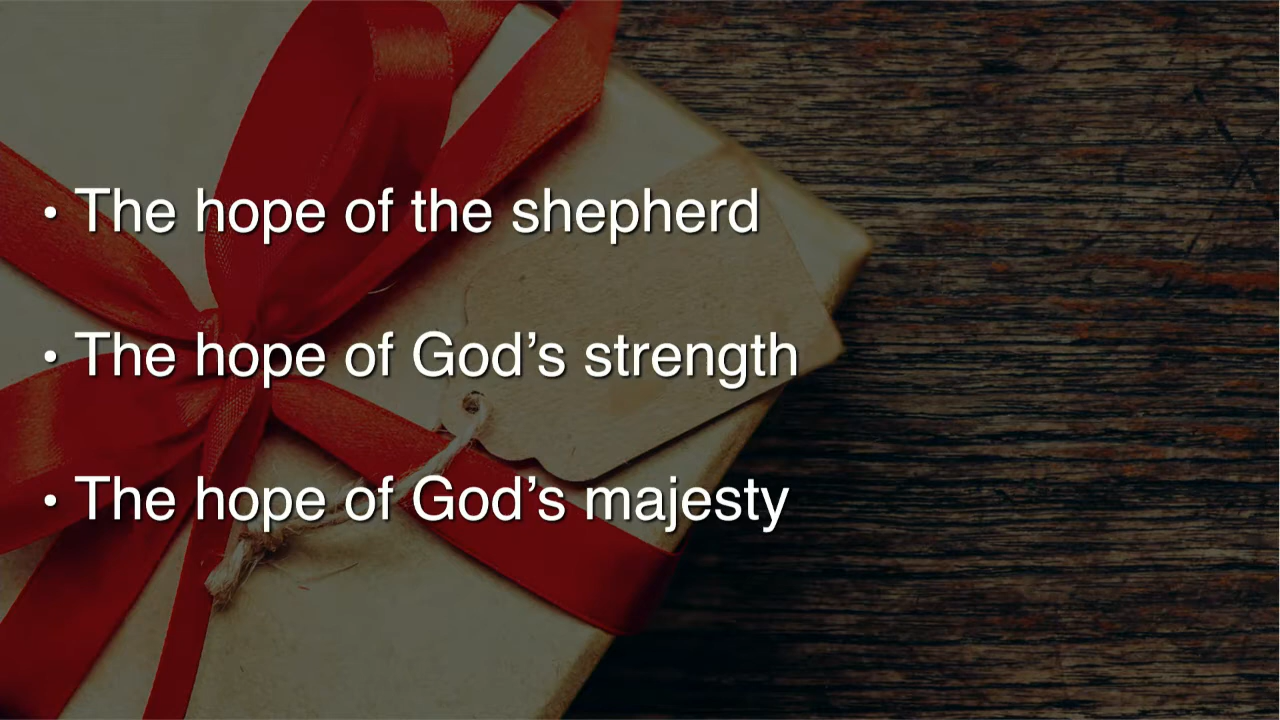 • The hope of the shepherd
• The hope of God’s strength
• The hope of God’s majesty